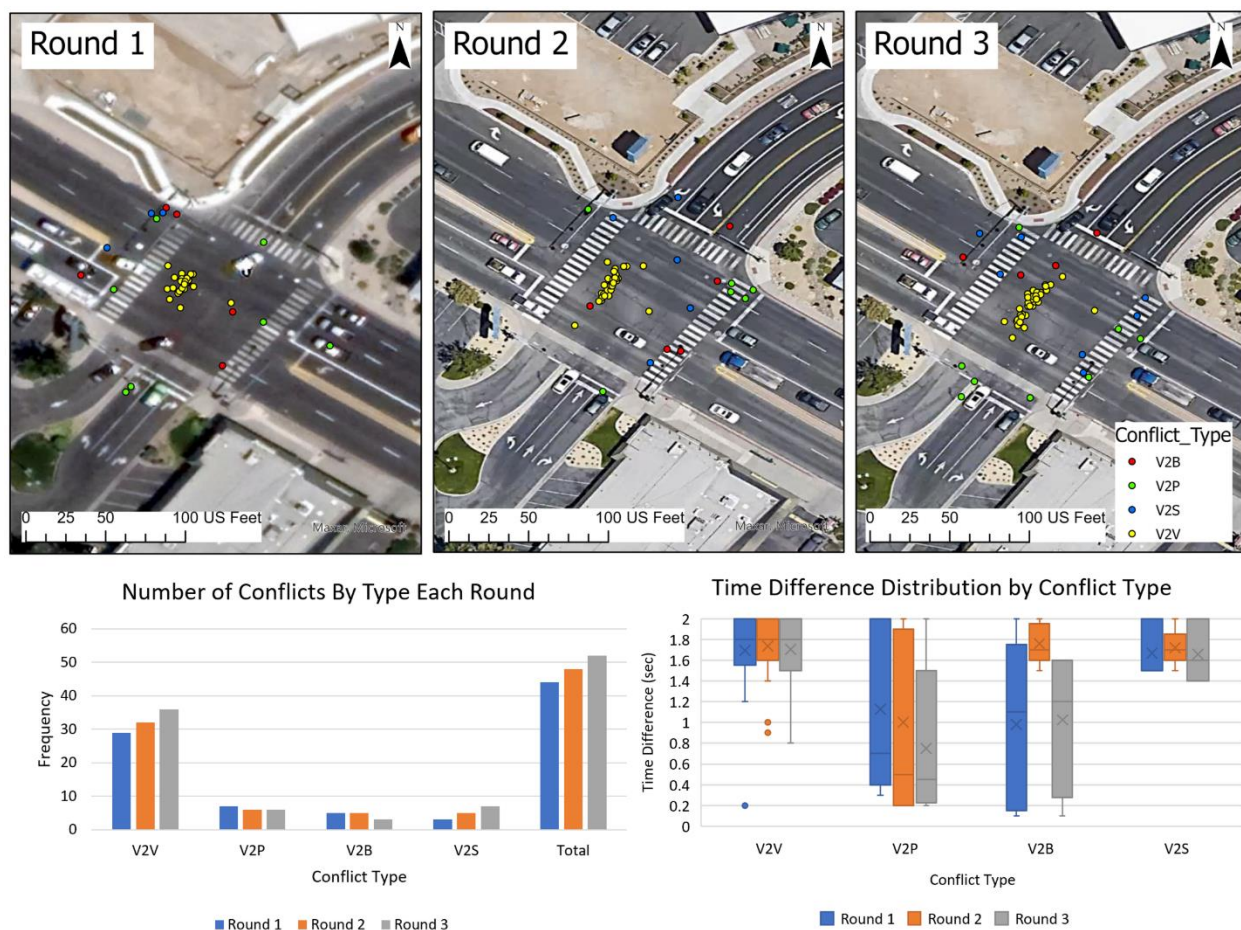 Round 1
N
Round 2
N
Round 3
N
Conflict_Type
V2B
V2P
V2S
V2V
0 25 50 100 US Feet
Maxar, Microsoft
0 25 50 100 US Feet
Maxar, Microsoft
0 25 50 100 US Feet
Number of Conflicts By Type Each Round
Frequency
60
50
40
30
20
10
0
V2V V2P V2B V2S Total
Conflict Type
Round 1 Round 2 Round 3
Time Difference Distribution by Conflict Type
Time Difference (sec)
2
1.8
1.6
1.4
1.2
1
0.8
0.6
0.4
0.2
0
V2V V2P V2B V2S
Conflict Type
Round 1 Round 2 Round 3